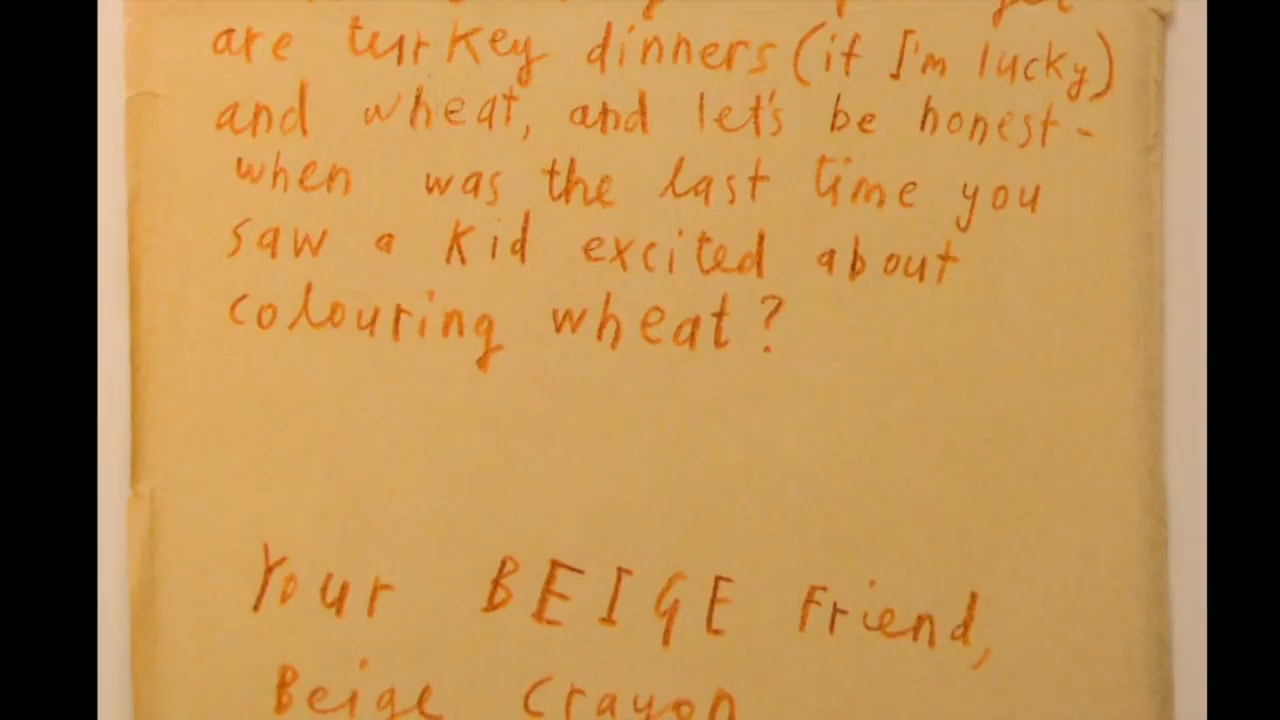 are turkey dinners (if I'm lucky)
and wheat, and let's be honest-
when was the last time you
saw a kid excited about
colouring wheat?
Your BEIGE friend,
Beige Crayon